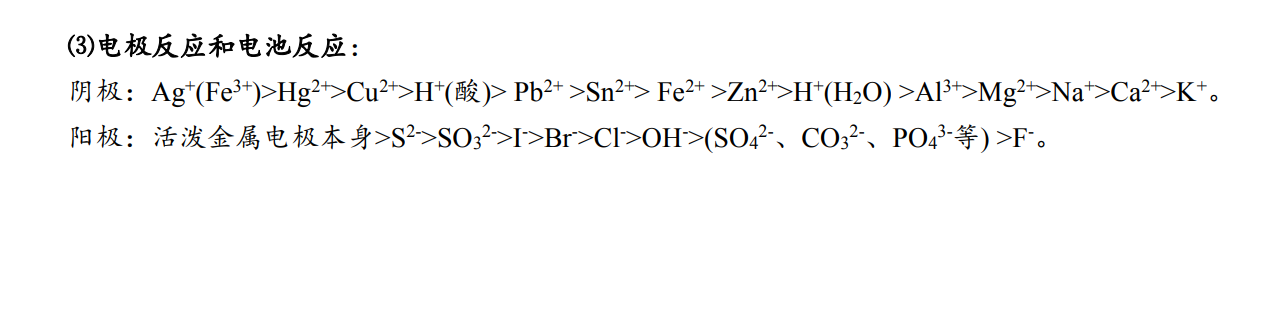 ⑶电极反应和电池反应：
阴极：Ag⁺(Fe³⁺)>Hg²⁺>Cu²⁺>H⁺(酸)> Pb²⁺ >Sn²⁺> Fe²⁺ >Zn²⁺>H⁺(H₂O) >Al³⁺>Mg²⁺>Na⁺>Ca²⁺>K⁺。
阳极：活泼金属电极本身>S²⁻>SO₃²⁻>I⁻>Br⁻>Cl⁻>OH⁻>(SO₄²⁻、CO₃²⁻、PO₄³⁻等) >F⁻。